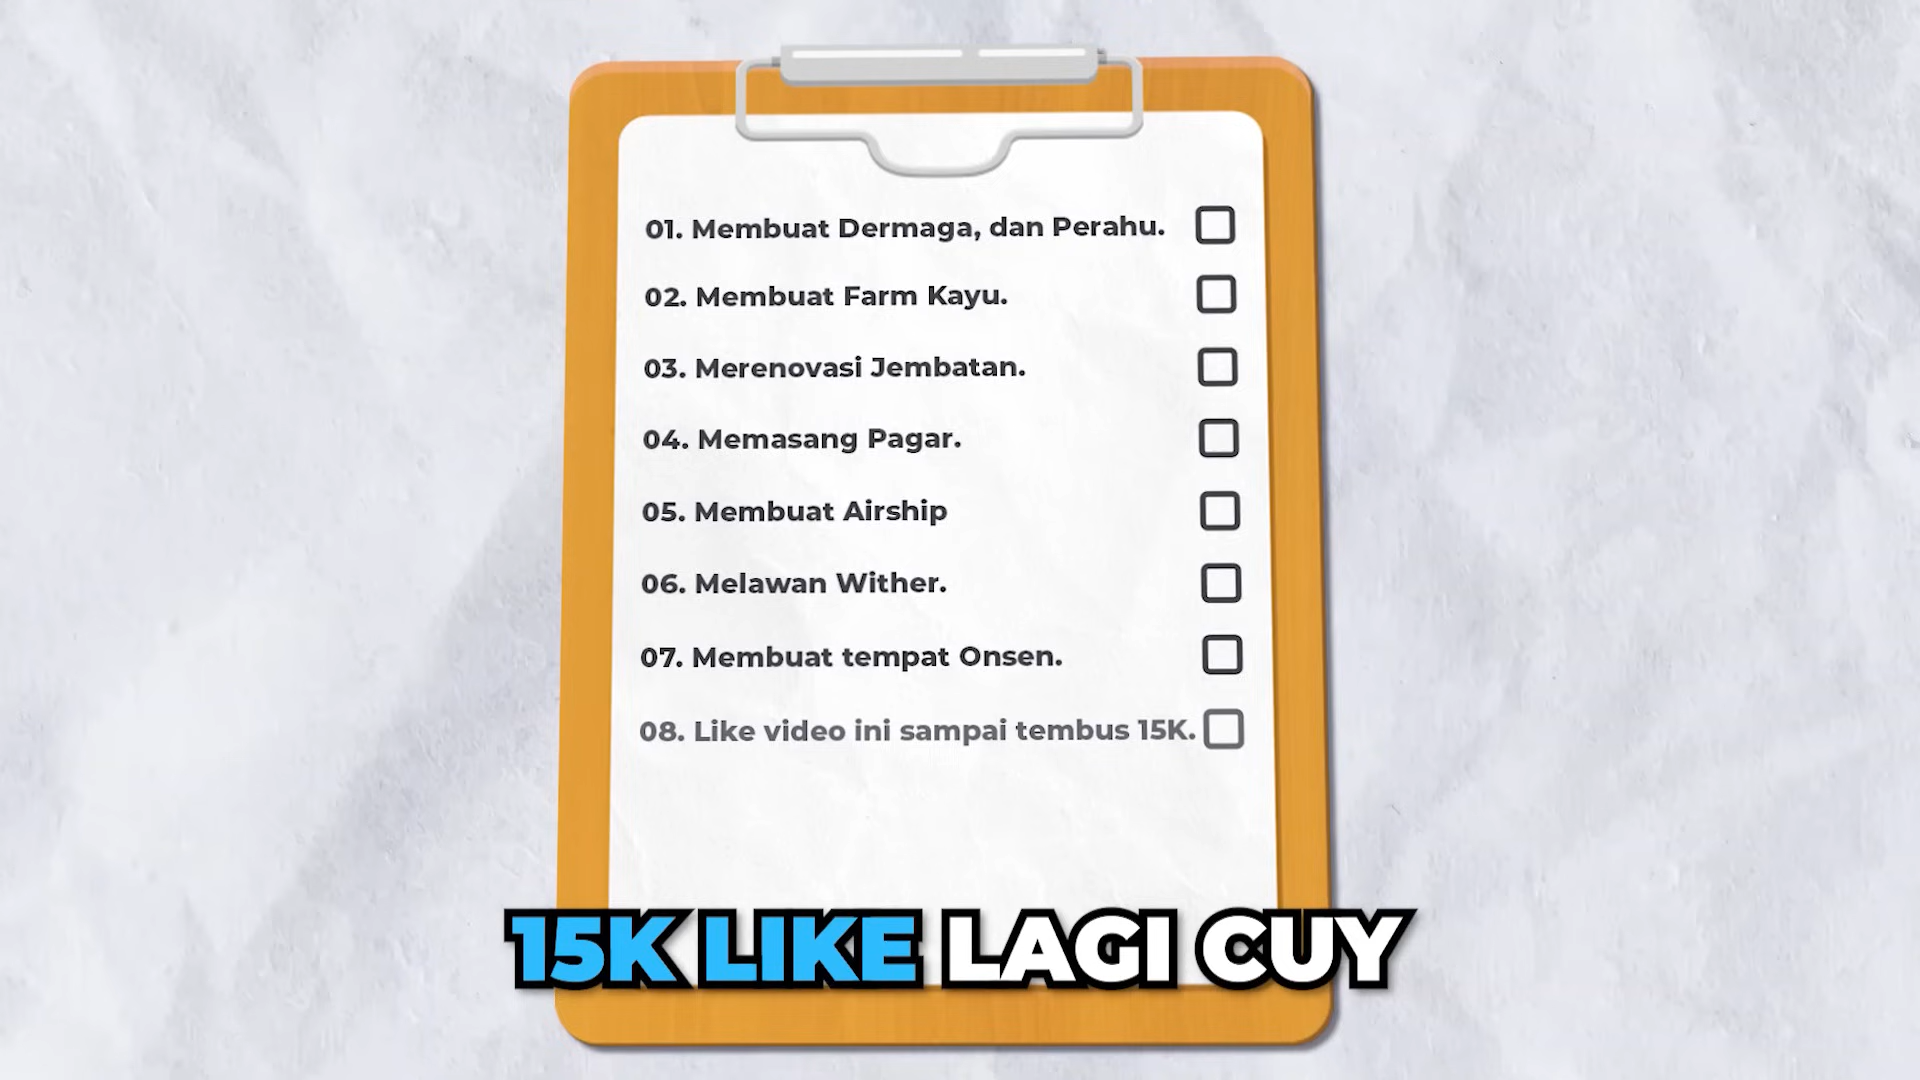 01. Membuat Dermaga, dan Perahu.
02. Membuat Farm Kayu.
03. Merenovasi Jembatan.
04. Memasang Pagar.
05. Membuat Airship
06. Melawan Wither.
07. Membuat tempat Onsen.
08. Like video ini sampai tembus 15K.
15K LIKE LAGI CUY